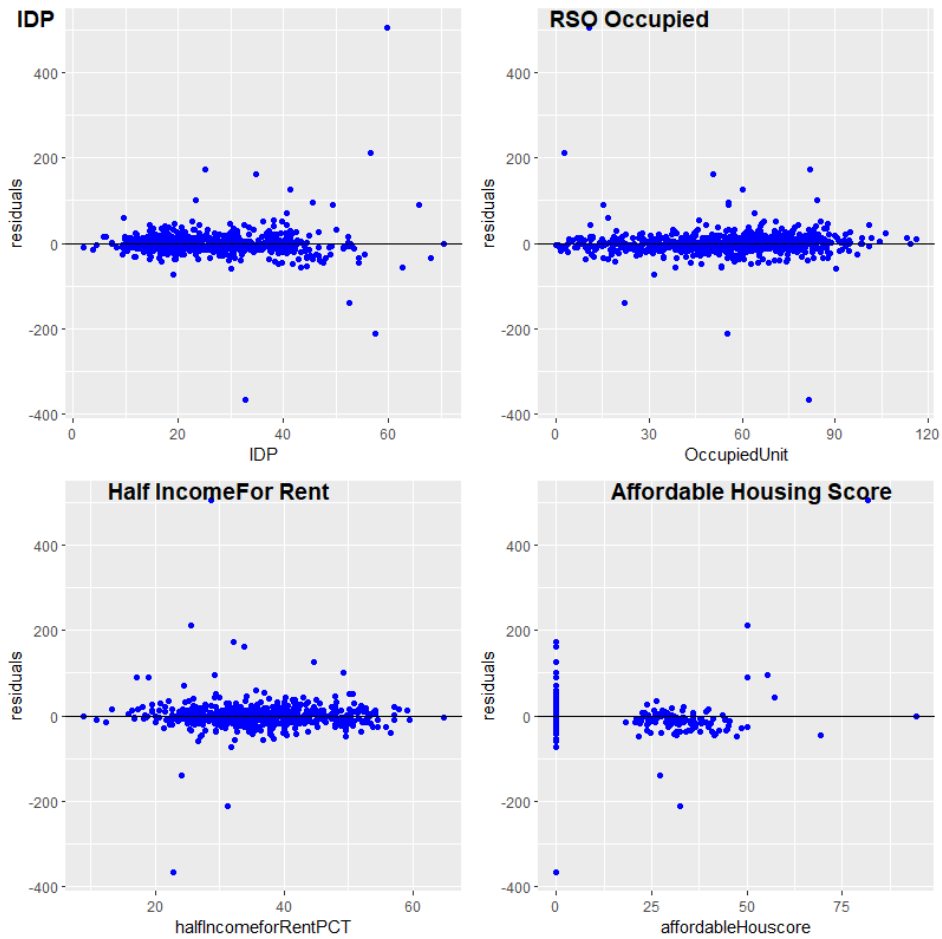 IDP
residuals
400
200
0
-200
-400
0 20 40 60
IDP
RSO Occupied
residuals
400
200
0
-200
-400
0 30 60 90 120
OccupiedUnit
Half IncomeFor Rent
residuals
400
200
0
-200
-400
20 40 60
halfIncomeforRentPCT
Affordable Housing Score
residuals
400
200
0
-200
-400
0 25 50 75
affordableHouscore